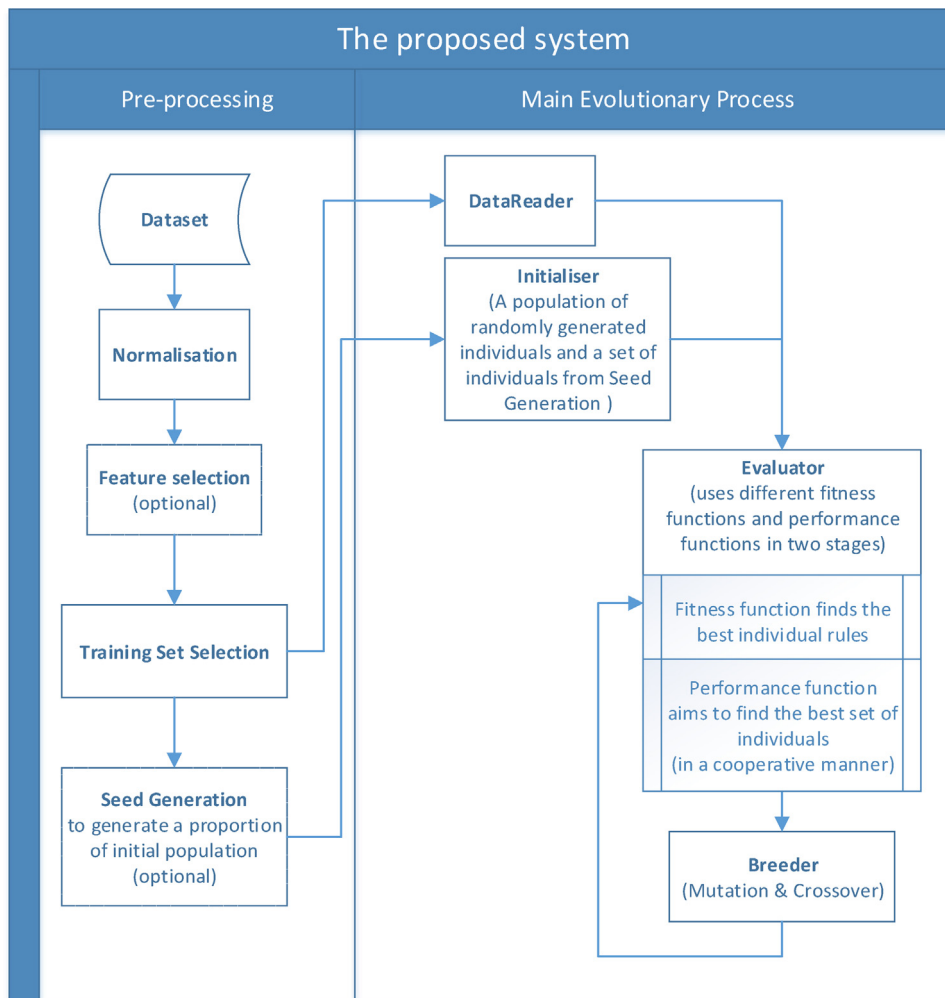 The proposed system
Pre-processing
Main Evolutionary Process
Dataset
Normalisation
Feature selection
(optional)
Training Set Selection
Seed Generation
to generate a proportion
of initial population
(optional)
DataReader
Initialiser
(A population of
randomly generated
individuals and a set of
individuals from Seed
Generation )
Evaluator
(uses different fitness
functions and performance
functions in two stages)
Fitness function finds the
best individual rules
Performance function
aims to find the best set of
individuals
(in a cooperative manner)
Breeder
(Mutation & Crossover)